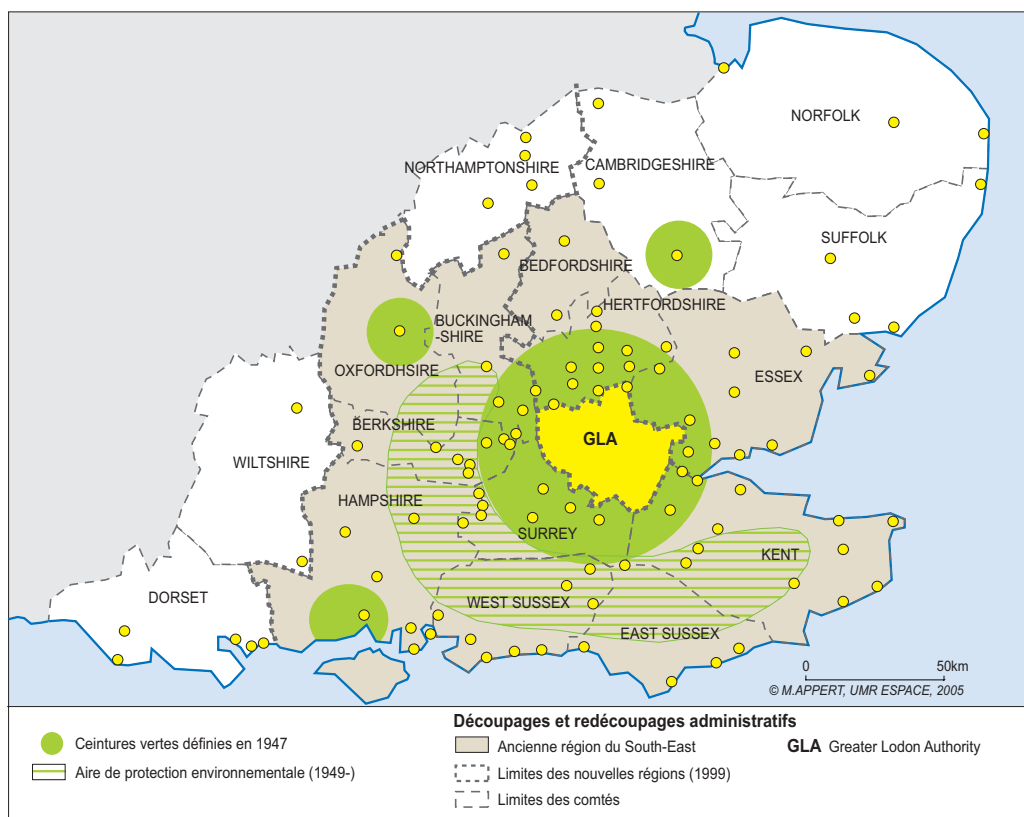 NORFOLK
NORTHAMPTONSHIRE
CAMBRIDGESHIRE
SUFFOLK
BEDFORDSHIRE
HERTFORDSHIRE
BUCKINGHAM
-SHIRE
OXFORDHSIRE
ESSEX
BERKSHIRE
GLA
WILTSHIRE
HAMPSHIRE
SURREY
KENT
DORSET
WEST SUSSEX
EAST SUSSEX
0 50km
© M.APPERT, UMR ESPACE, 2005
Ceintures vertes définies en 1947
Aire de protection environnementale (1949-)
Découpages et redécoupages administratifs
Ancienne région du South-East
GLA Greater Lodon Authority
Limites des nouvelles régions (1999)
Limites des comtés